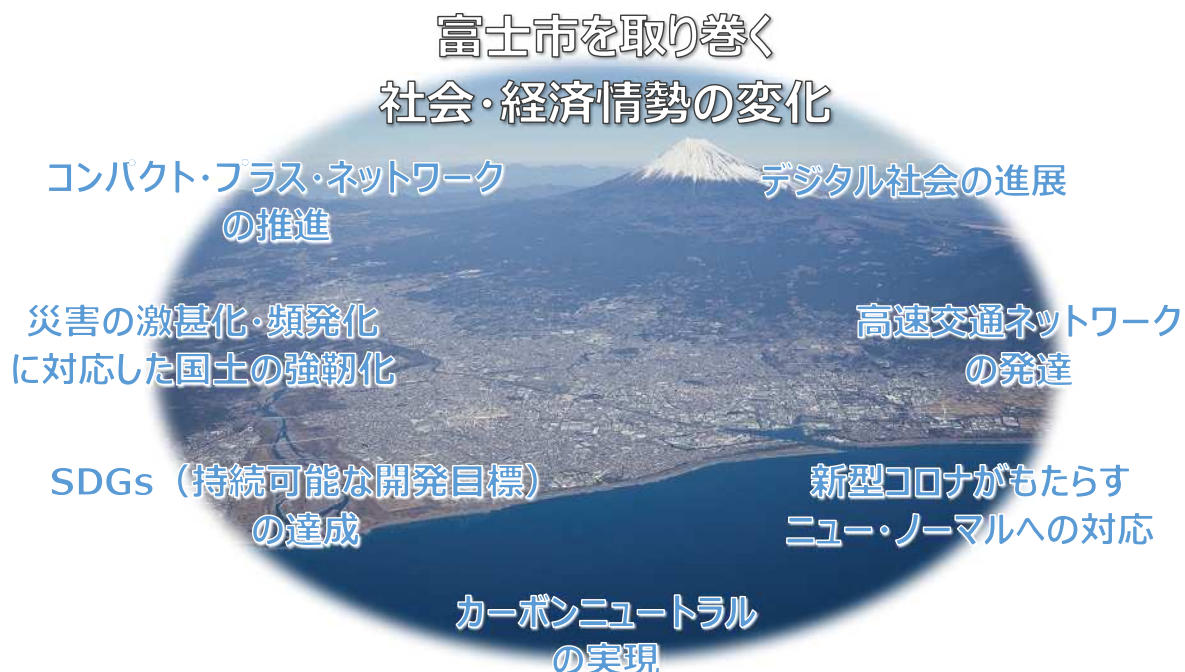 富士市を取り巻く
社会・経済情勢の変化
コンパクト・プラス・ネットワーク
の推進
デジタル社会の進展
災害の激甚化・頻発化
に対応した国土の強靭化
高速交通ネットワーク
の発達
SDGs（持続可能な開発目標）
の達成
新型コロナがもたらす
ニュー・ノーマルへの対応
カーボンニュートラル
の実現